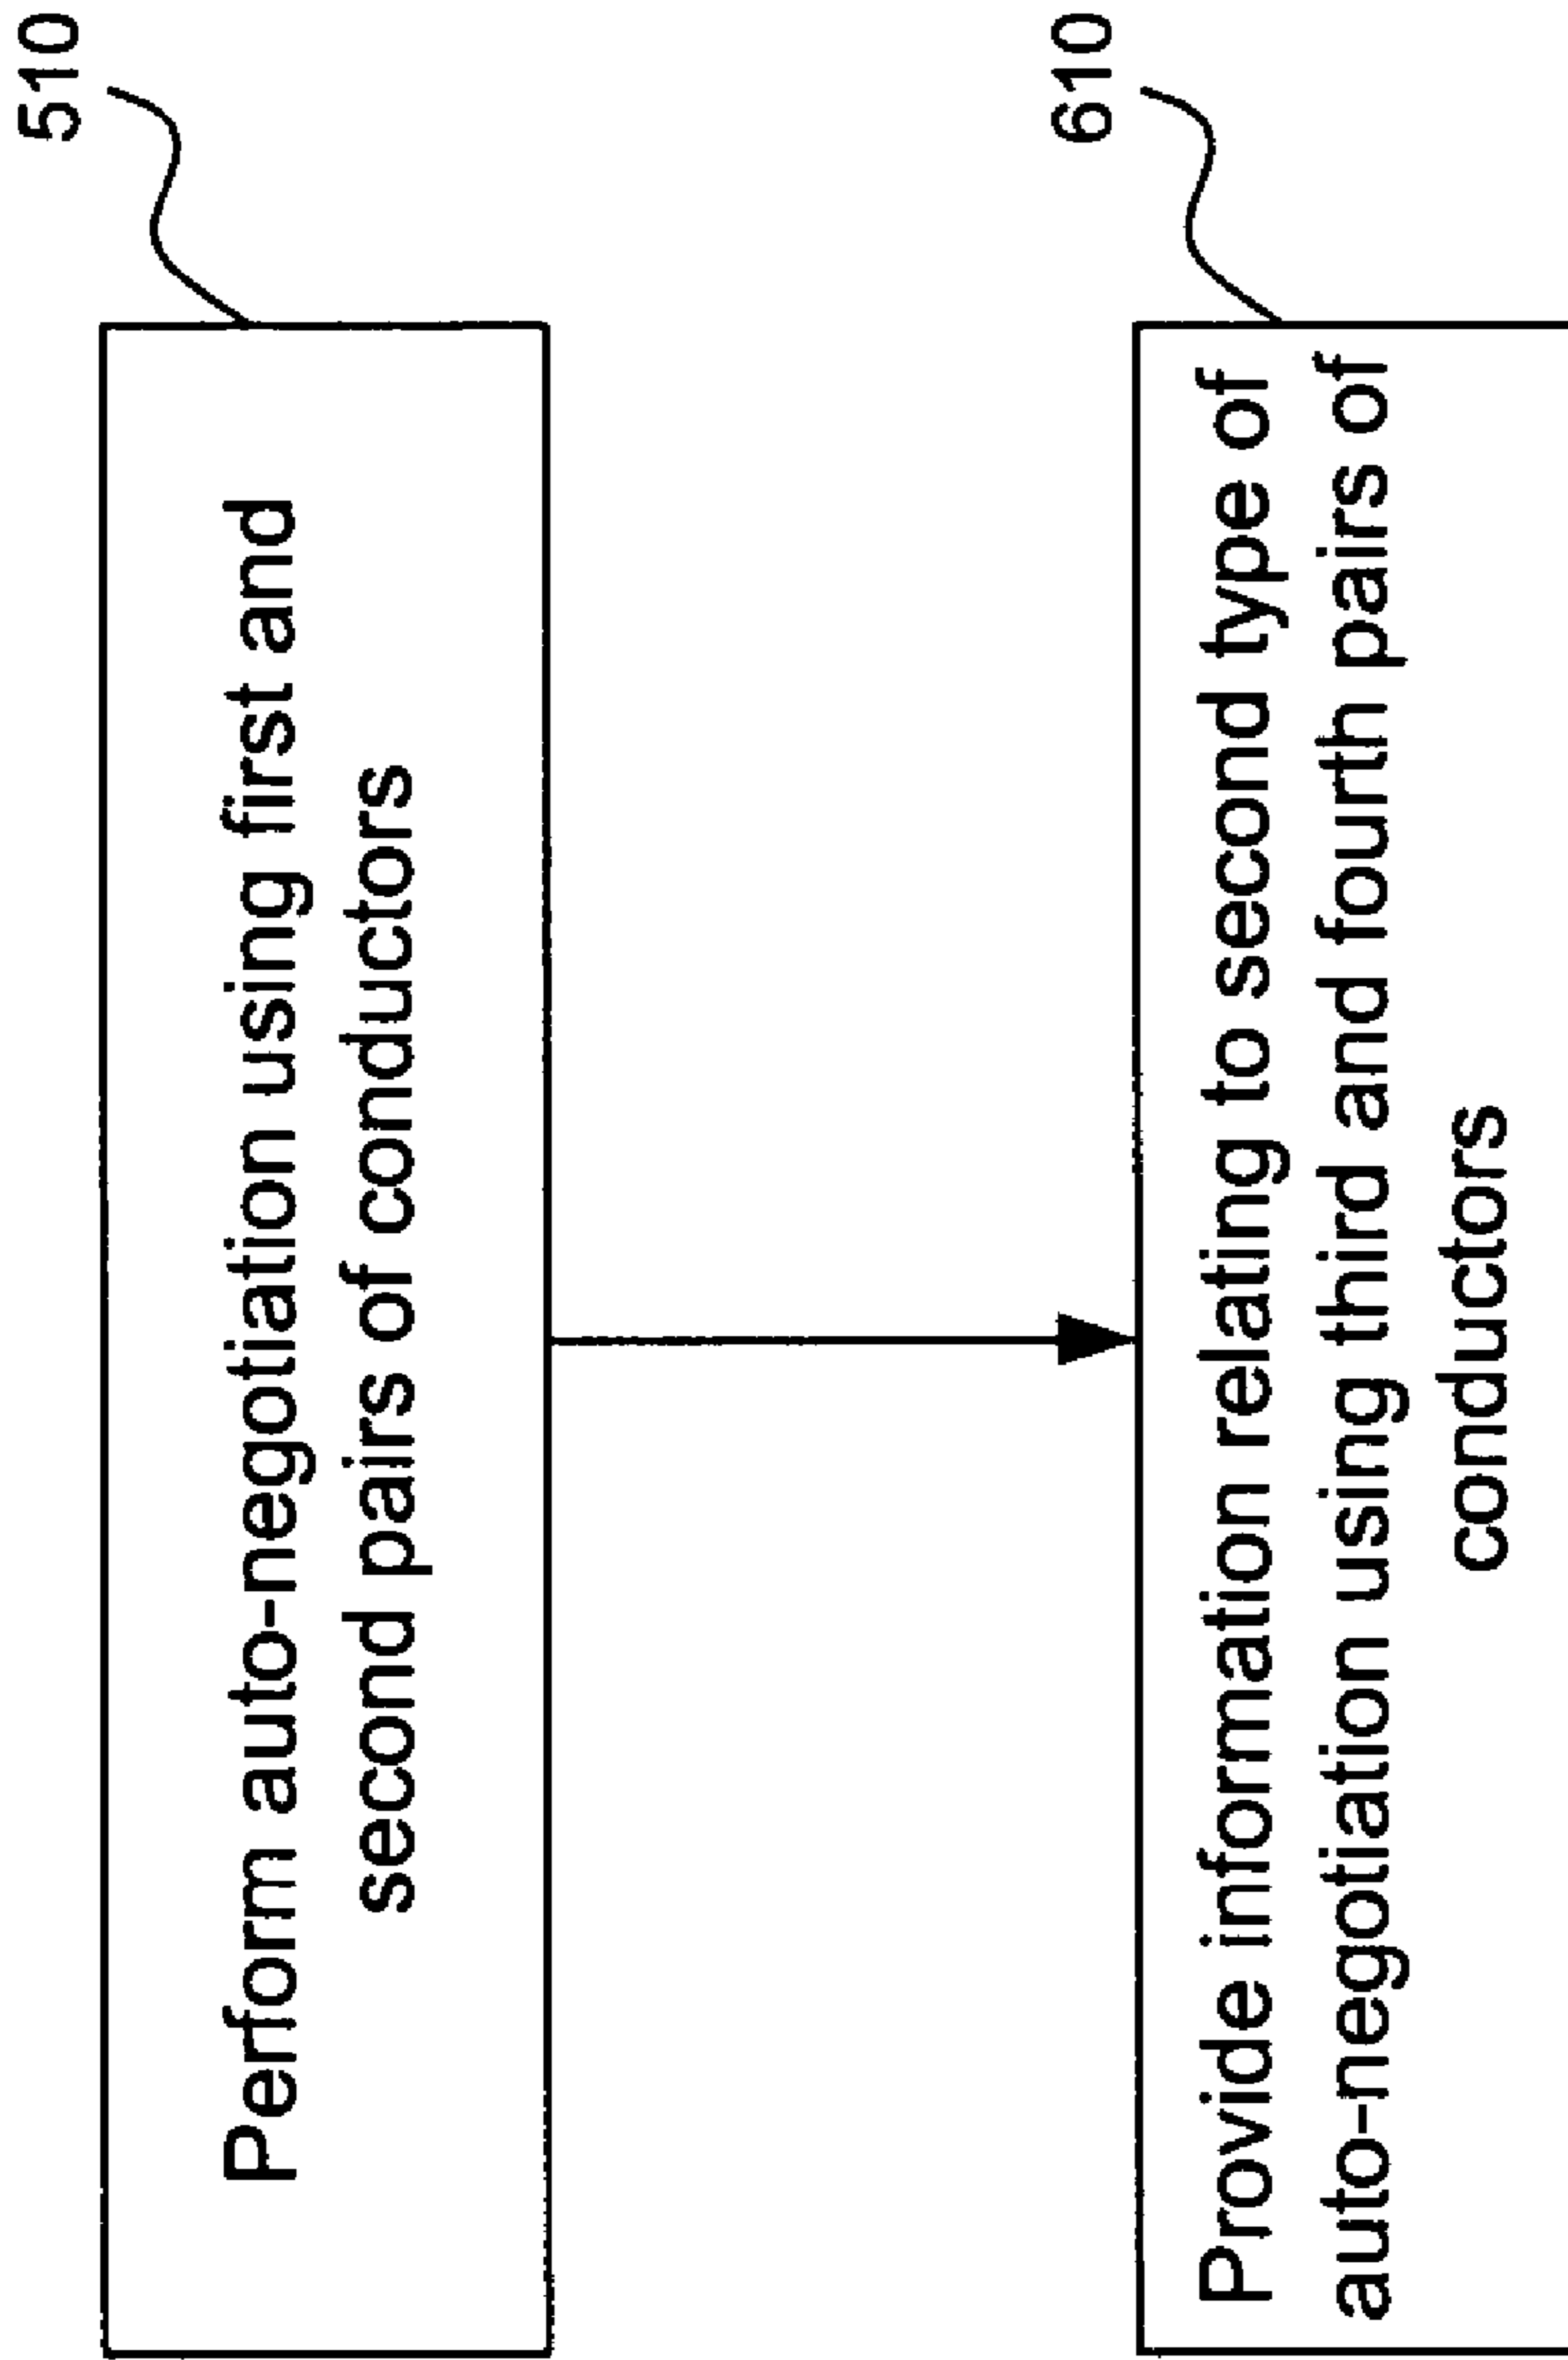 510
Perform auto-negotiation using first and
second pairs of conductors
610
Provide information relating to second type of
auto-negotiation using third and fourth pairs of
conductors